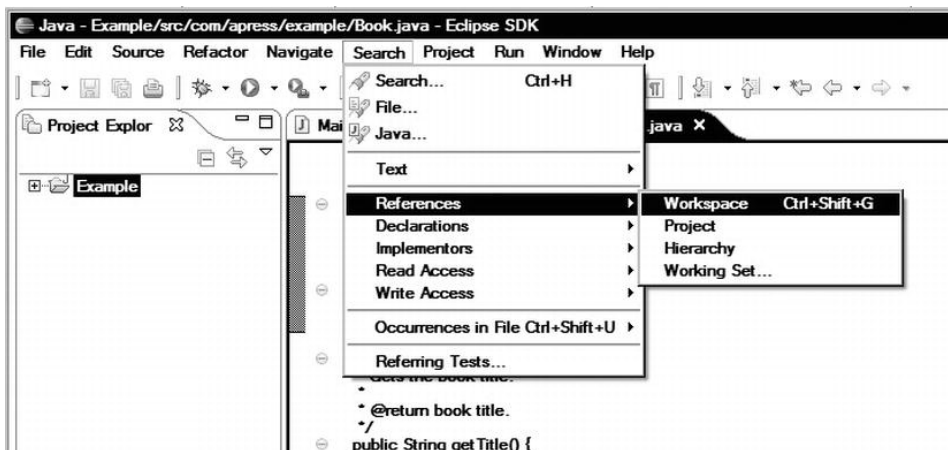 Java - Example/src/com/apress/example/Book.java - Eclipse SDK
File Edit Source Refactor Navigate Search Project Run Window Help
Search... Ctrl+H
File...
Java...
Text
References
Declarations
Implementors
Read Access
Write Access
Occurrences in File Ctrl+Shift+U
Referring Tests...
Workspace Ctrl+Shift+G
Project
Hierarchy
Working Set...
Project Explor
Example
J Mai
.java
Gets the book title.
*
* @return book title.
*/
public String getTitle() {